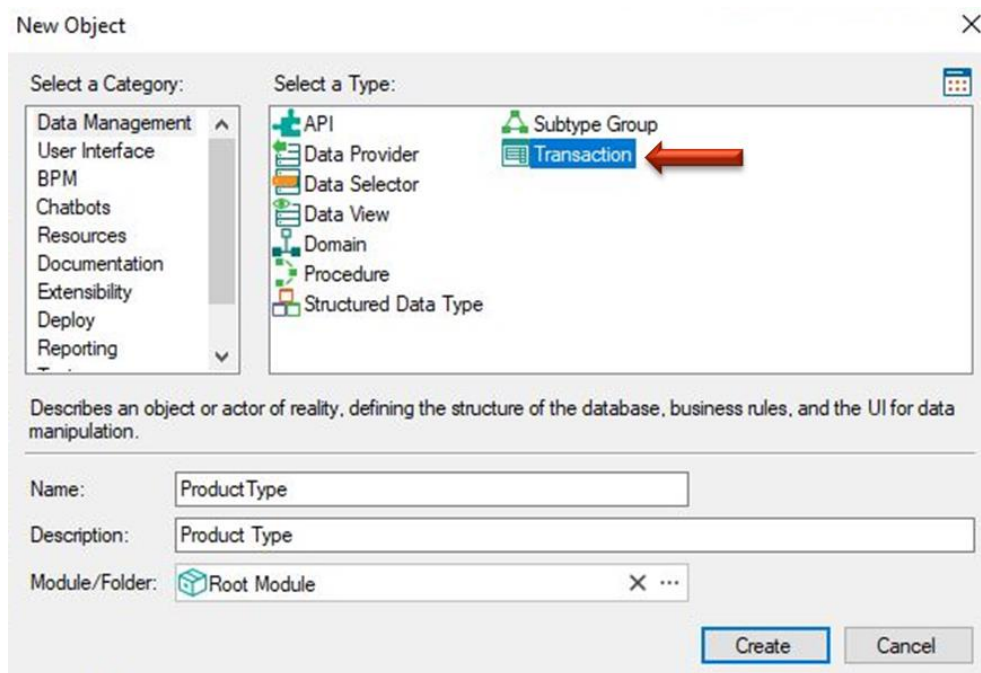 New Object
Select a Category:
Select a Type:
Data Management
User Interface
BPM
Chatbots
Resources
Documentation
Extensibility
Deploy
Reporting
API
Data Provider
Data Selector
Data View
Domain
Procedure
Structured Data Type
Subtype Group
Transaction
Describes an object or actor of reality, defining the structure of the database, business rules, and the UI for data
manipulation.
Name: ProductType
Description: Product Type
Module/Folder: Root Module
Create Cancel